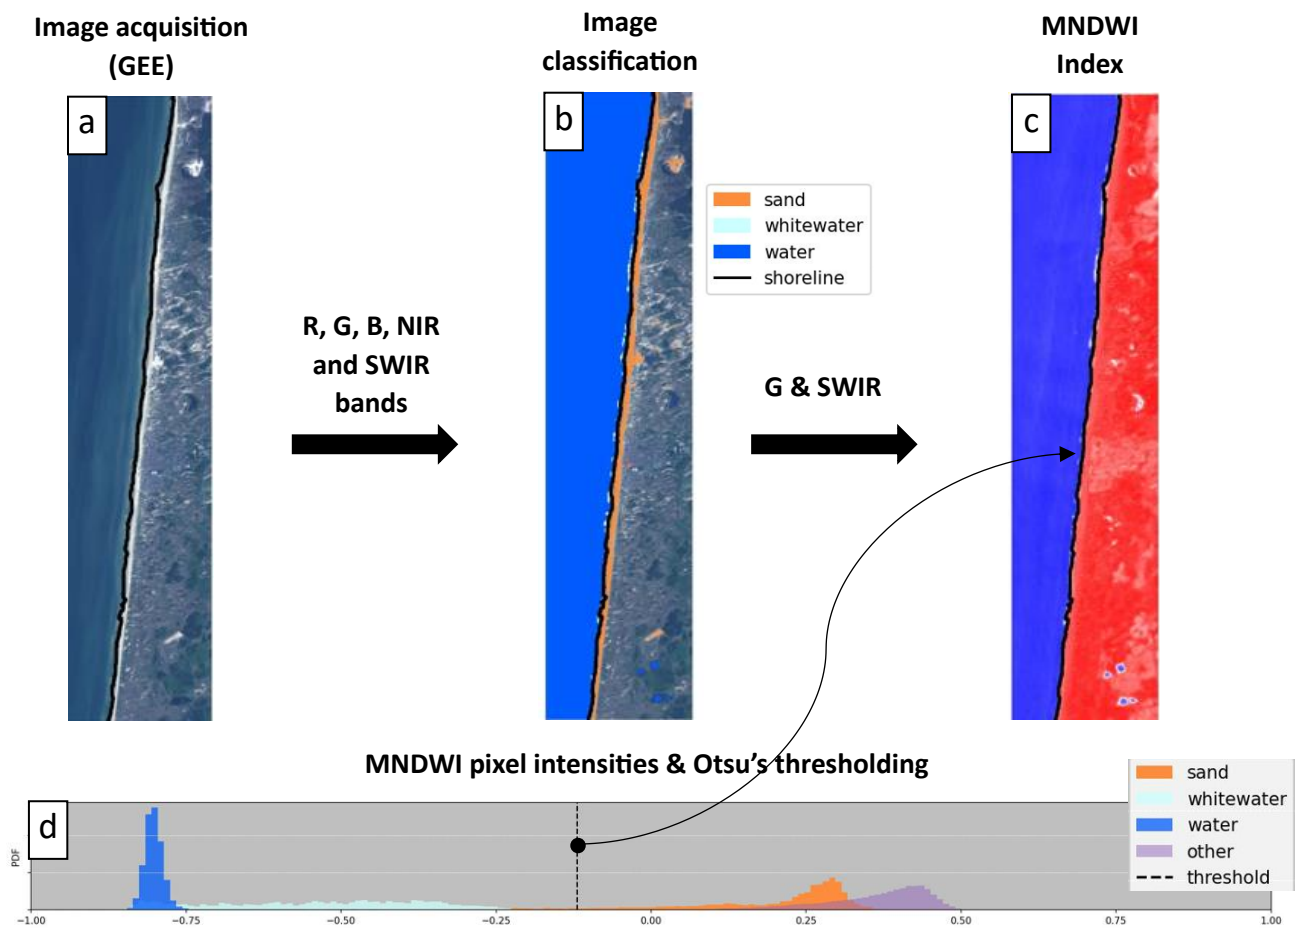 Image acquisition
(GEE)
Image
classification
MNDWI
Index
a
b
c
sand
whitewater
water
shoreline
R, G, B, NIR
and SWIR
bands
G & SWIR
MNDWI pixel intensities & Otsu's thresholding
d
PDF
sand
whitewater
water
other
threshold
−1.00 −0.75 −0.50 −0.25 0.00 0.25 0.50 1.00